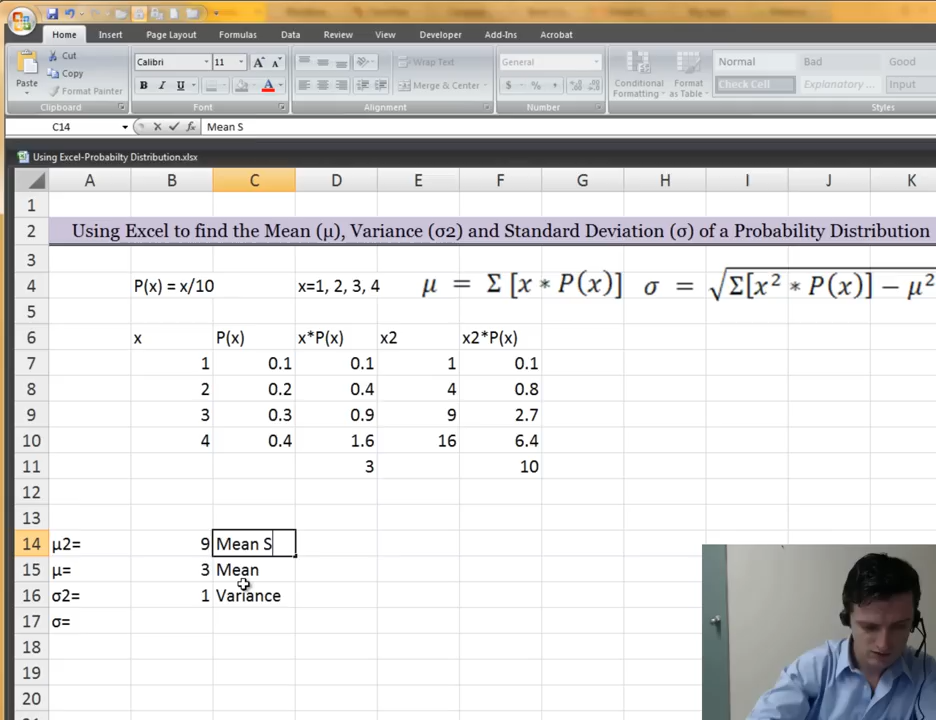 Home Insert Page Layout Formulas Data Review View Developer Add-Ins Acrobat
Paste Cut Copy Format Painter
Calibri 11 A A
B I U A
Wrap Text
Merge & Center
General
$ % ,
Conditional Formatting
Format as Table
Normal Bad Good
Check Cell Explanatory ... Input
Clipboard Font Alignment Number Styles
C14 fx Mean S
Using Excel-Probabilty Distribution.xlsx
A B C D E F G H I J K
1
2 Using Excel to find the Mean (μ), Variance (σ2) and Standard Deviation (σ) of a Probability Distribution
3
4 P(x) = x/10 x=1, 2, 3, 4 μ = Σ [x * P(x)] σ = √Σ[x² * P(x)] − μ²
5
6 x P(x) x*P(x) x2 x2*P(x)
7 1 0.1 0.1 1 0.1
8 2 0.2 0.4 4 0.8
9 3 0.3 0.9 9 2.7
10 4 0.4 1.6 16 6.4
11 3 10
12
13
14 μ2= 9 Mean S
15 μ= 3 Mean
16 σ2= 1 Variance
17 σ=
18
19
20